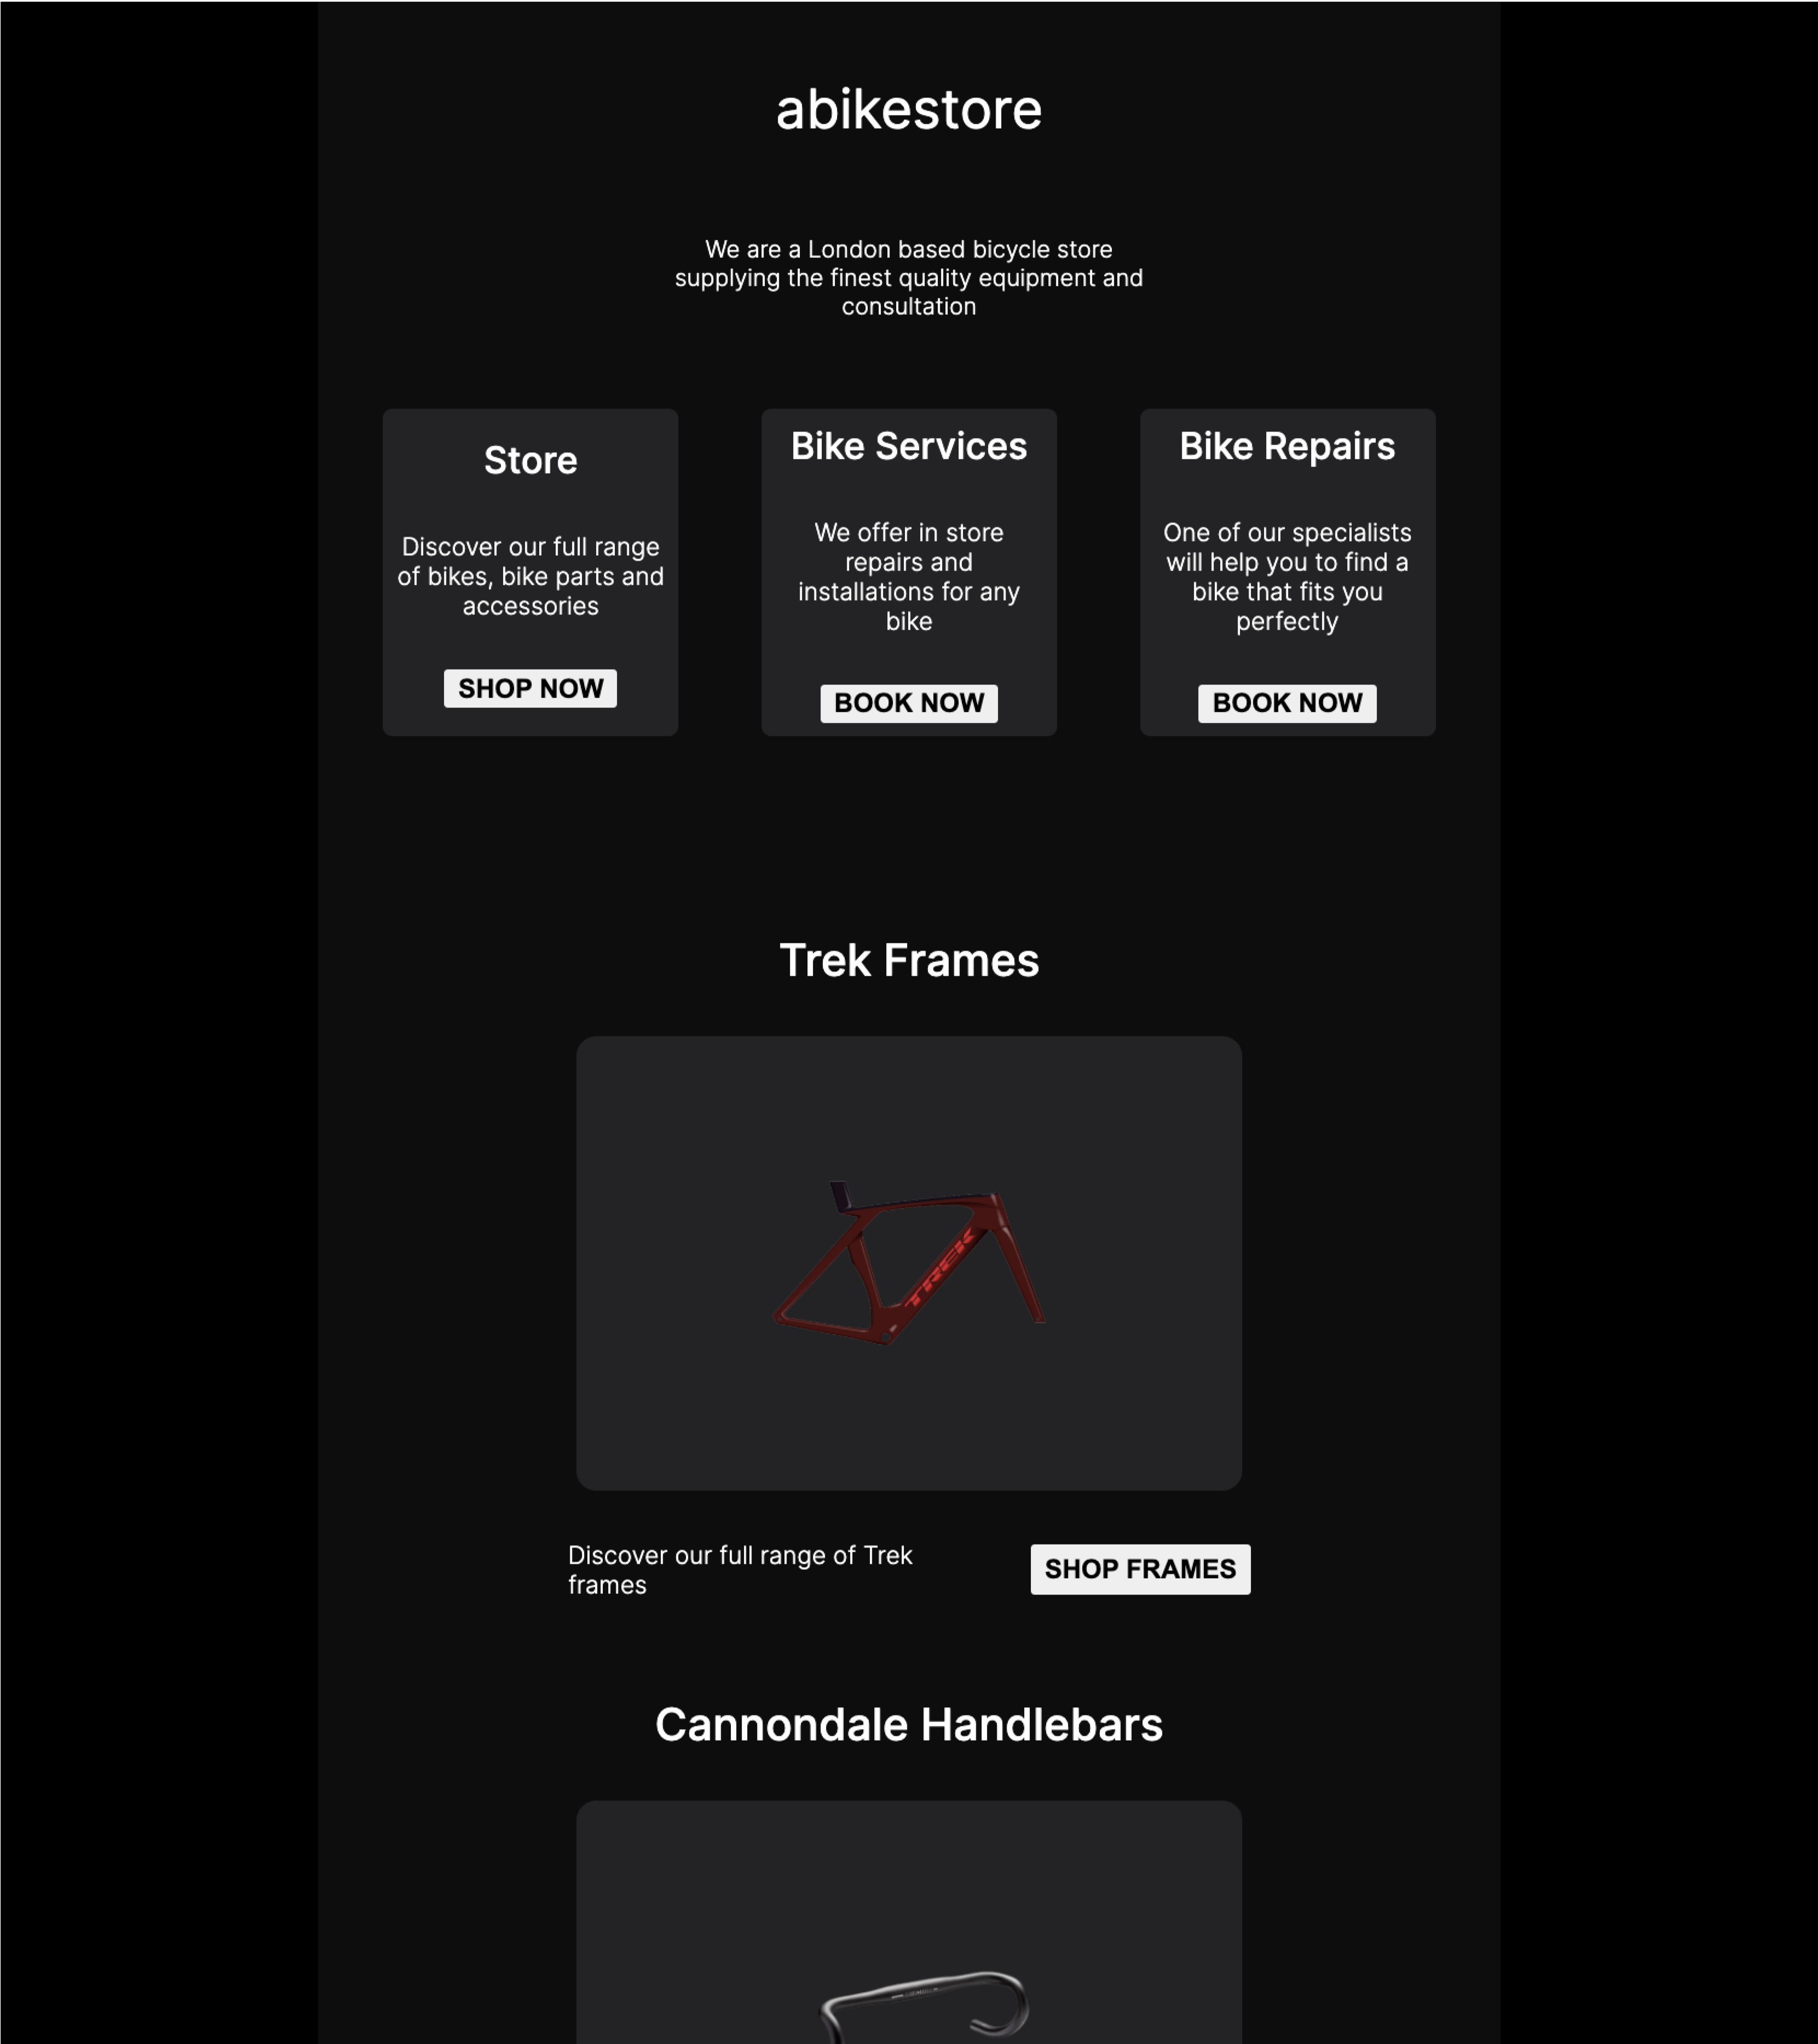 abikestore
We are a London based bicycle store
supplying the finest quality equipment and
consultation
Store
Discover our full range
of bikes, bike parts and
accessories
SHOP NOW
Bike Services
We offer in store
repairs and
installations for any
bike
BOOK NOW
Bike Repairs
One of our specialists
will help you to find a
bike that fits you
perfectly
BOOK NOW
Trek Frames
TREK
Discover our full range of Trek
frames
SHOP FRAMES
Cannondale Handlebars